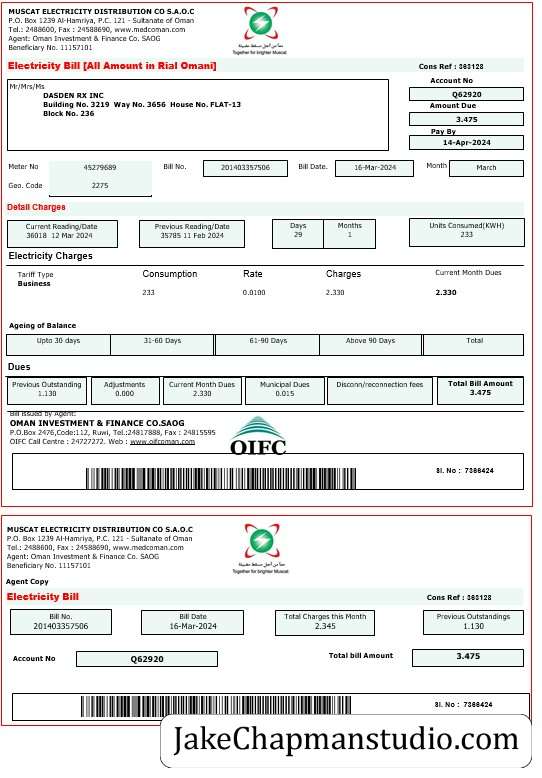 MUSCAT ELECTRICITY DISTRIBUTION CO S.A.O.C
P.O. Box 1239 Al-Hamriya, P.C. 121 - Sultanate of Oman
Tel.: 2488600, Fax : 24588690, www.medcoman.com
Agent: Oman Investment & Finance Co. SAOG
Beneficiary No. 11157101
Together for brighter Muscat
Electricity Bill [All Amount in Rial Omani]
Cons Ref : 363128
Mr/Mrs/Ms
DASDEN RX INC
Building No. 3219 Way No. 3656 House No. FLAT-13
Block No. 236
Account No
Q62920
Amount Due
3.475
Pay By
14-Apr-2024
Meter No 45279689 Bill No. 201403357506 Bill Date. 16-Mar-2024 Month March
Geo. Code 2275
Detail Charges
Current Reading/Date Previous Reading/Date Days Months Units Consumed(KWH)
36018 12 Mar 2024 35785 11 Feb 2024 29 1 233
Electricity Charges
Tariff Type Consumption Rate Charges Current Month Dues
Business
233 0.0100 2.330 2.330
Ageing of Balance
Upto 30 days 31-60 Days 61-90 Days Above 90 Days Total
Dues
Previous Outstanding Adjustments Current Month Dues Municipal Dues Disconn/reconnection fees Total Bill Amount
1.130 0.000 2.330 0.015 3.475
Bill issued by Agent:
OMAN INVESTMENT & FINANCE CO.SAOG
P.O.Box 2476,Code:112, Ruwi, Tel:24817888, Fax : 24815595
OIFC Call Centre : 24727272. Web : www.oifcoman.com
OIFC
Sl. No : 7366424
MUSCAT ELECTRICITY DISTRIBUTION CO S.A.O.C
P.O. Box 1239 Al-Hamriya, P.C. 121 - Sultanate of Oman
Tel.: 2488600, Fax : 24588690, www.medcoman.com
Agent: Oman Investment & Finance Co. SAOG
Beneficiary No. 11157101
Together for brighter Muscat
Agent Copy
Electricity Bill
Cons Ref : 363128
Bill No. Bill Date Total Charges this Month Previous Outstandings
201403357506 16-Mar-2024 2.345 1.130
Account No Q62920 Total bill Amount 3.475
Sl. No : 7366424
JakeChapmanstudio.com